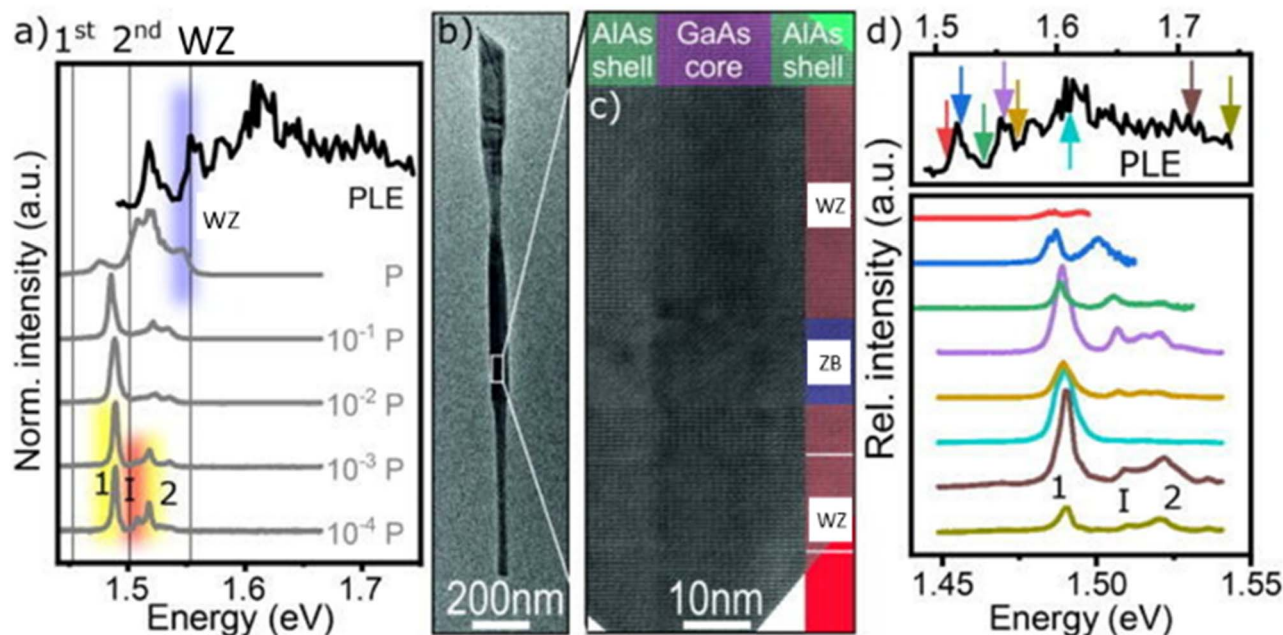 a) 1st 2nd WZ
Norm. intensity (a.u.)
PLE
WZ
P
10-1 P
10-2 P
10-3 P
10-4 P
1 I 2
1.5 1.6 1.7
Energy (eV)
b)
200nm
AlAs shell
GaAs core
AlAs shell
c)
WZ
ZB
WZ
10nm
d)
1.5 1.6 1.7
PLE
Rel. intensity (a.u.)
1 I 2
1.45 1.50 1.55
Energy (eV)